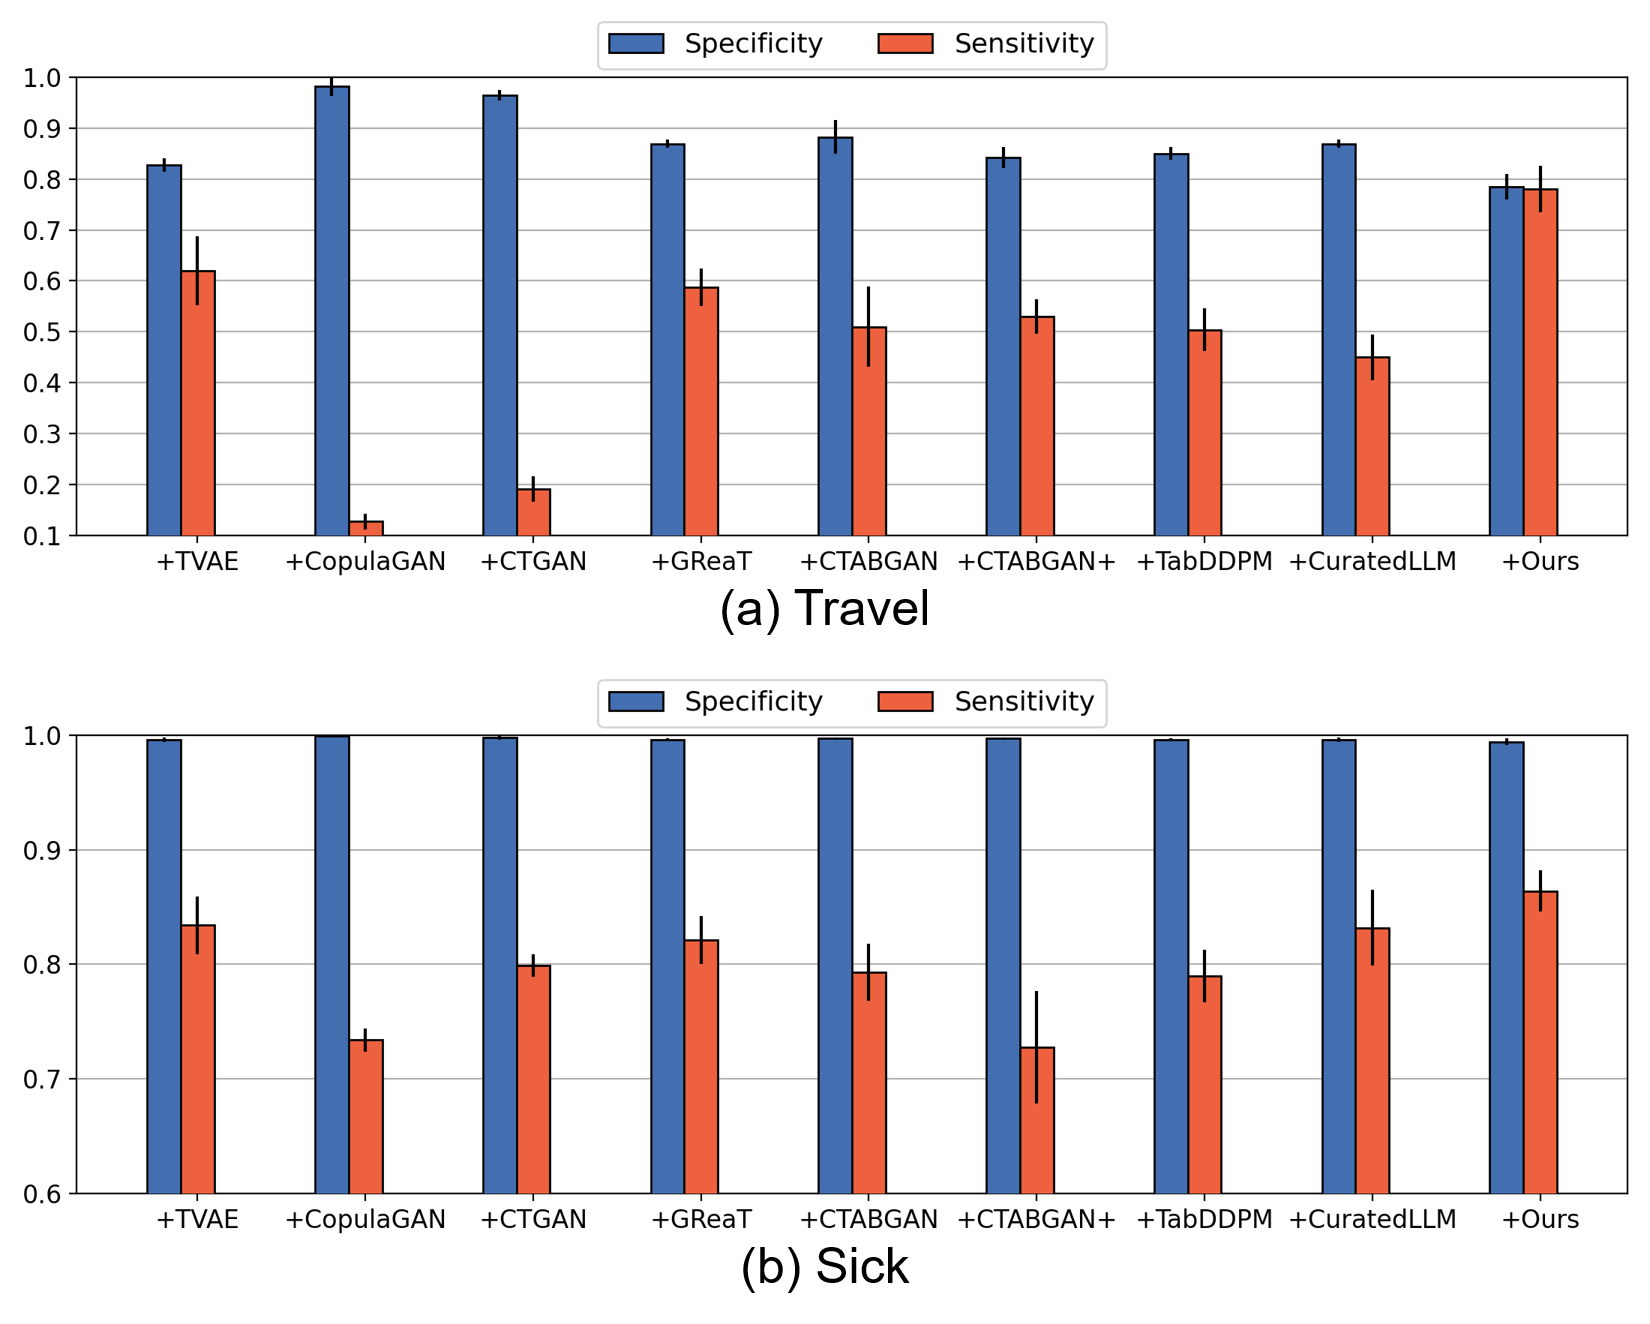 Specificity Sensitivity
1.0
0.9
0.8
0.7
0.6
0.5
0.4
0.3
0.2
0.1
+TVAE +CopulaGAN +CTGAN +GReaT +CTABGAN +CTABGAN+ +TabDDPM +CuratedLLM +Ours
(a) Travel
Specificity Sensitivity
1.0
0.9
0.8
0.7
0.6
+TVAE +CopulaGAN +CTGAN +GReaT +CTABGAN +CTABGAN+ +TabDDPM +CuratedLLM +Ours
(b) Sick